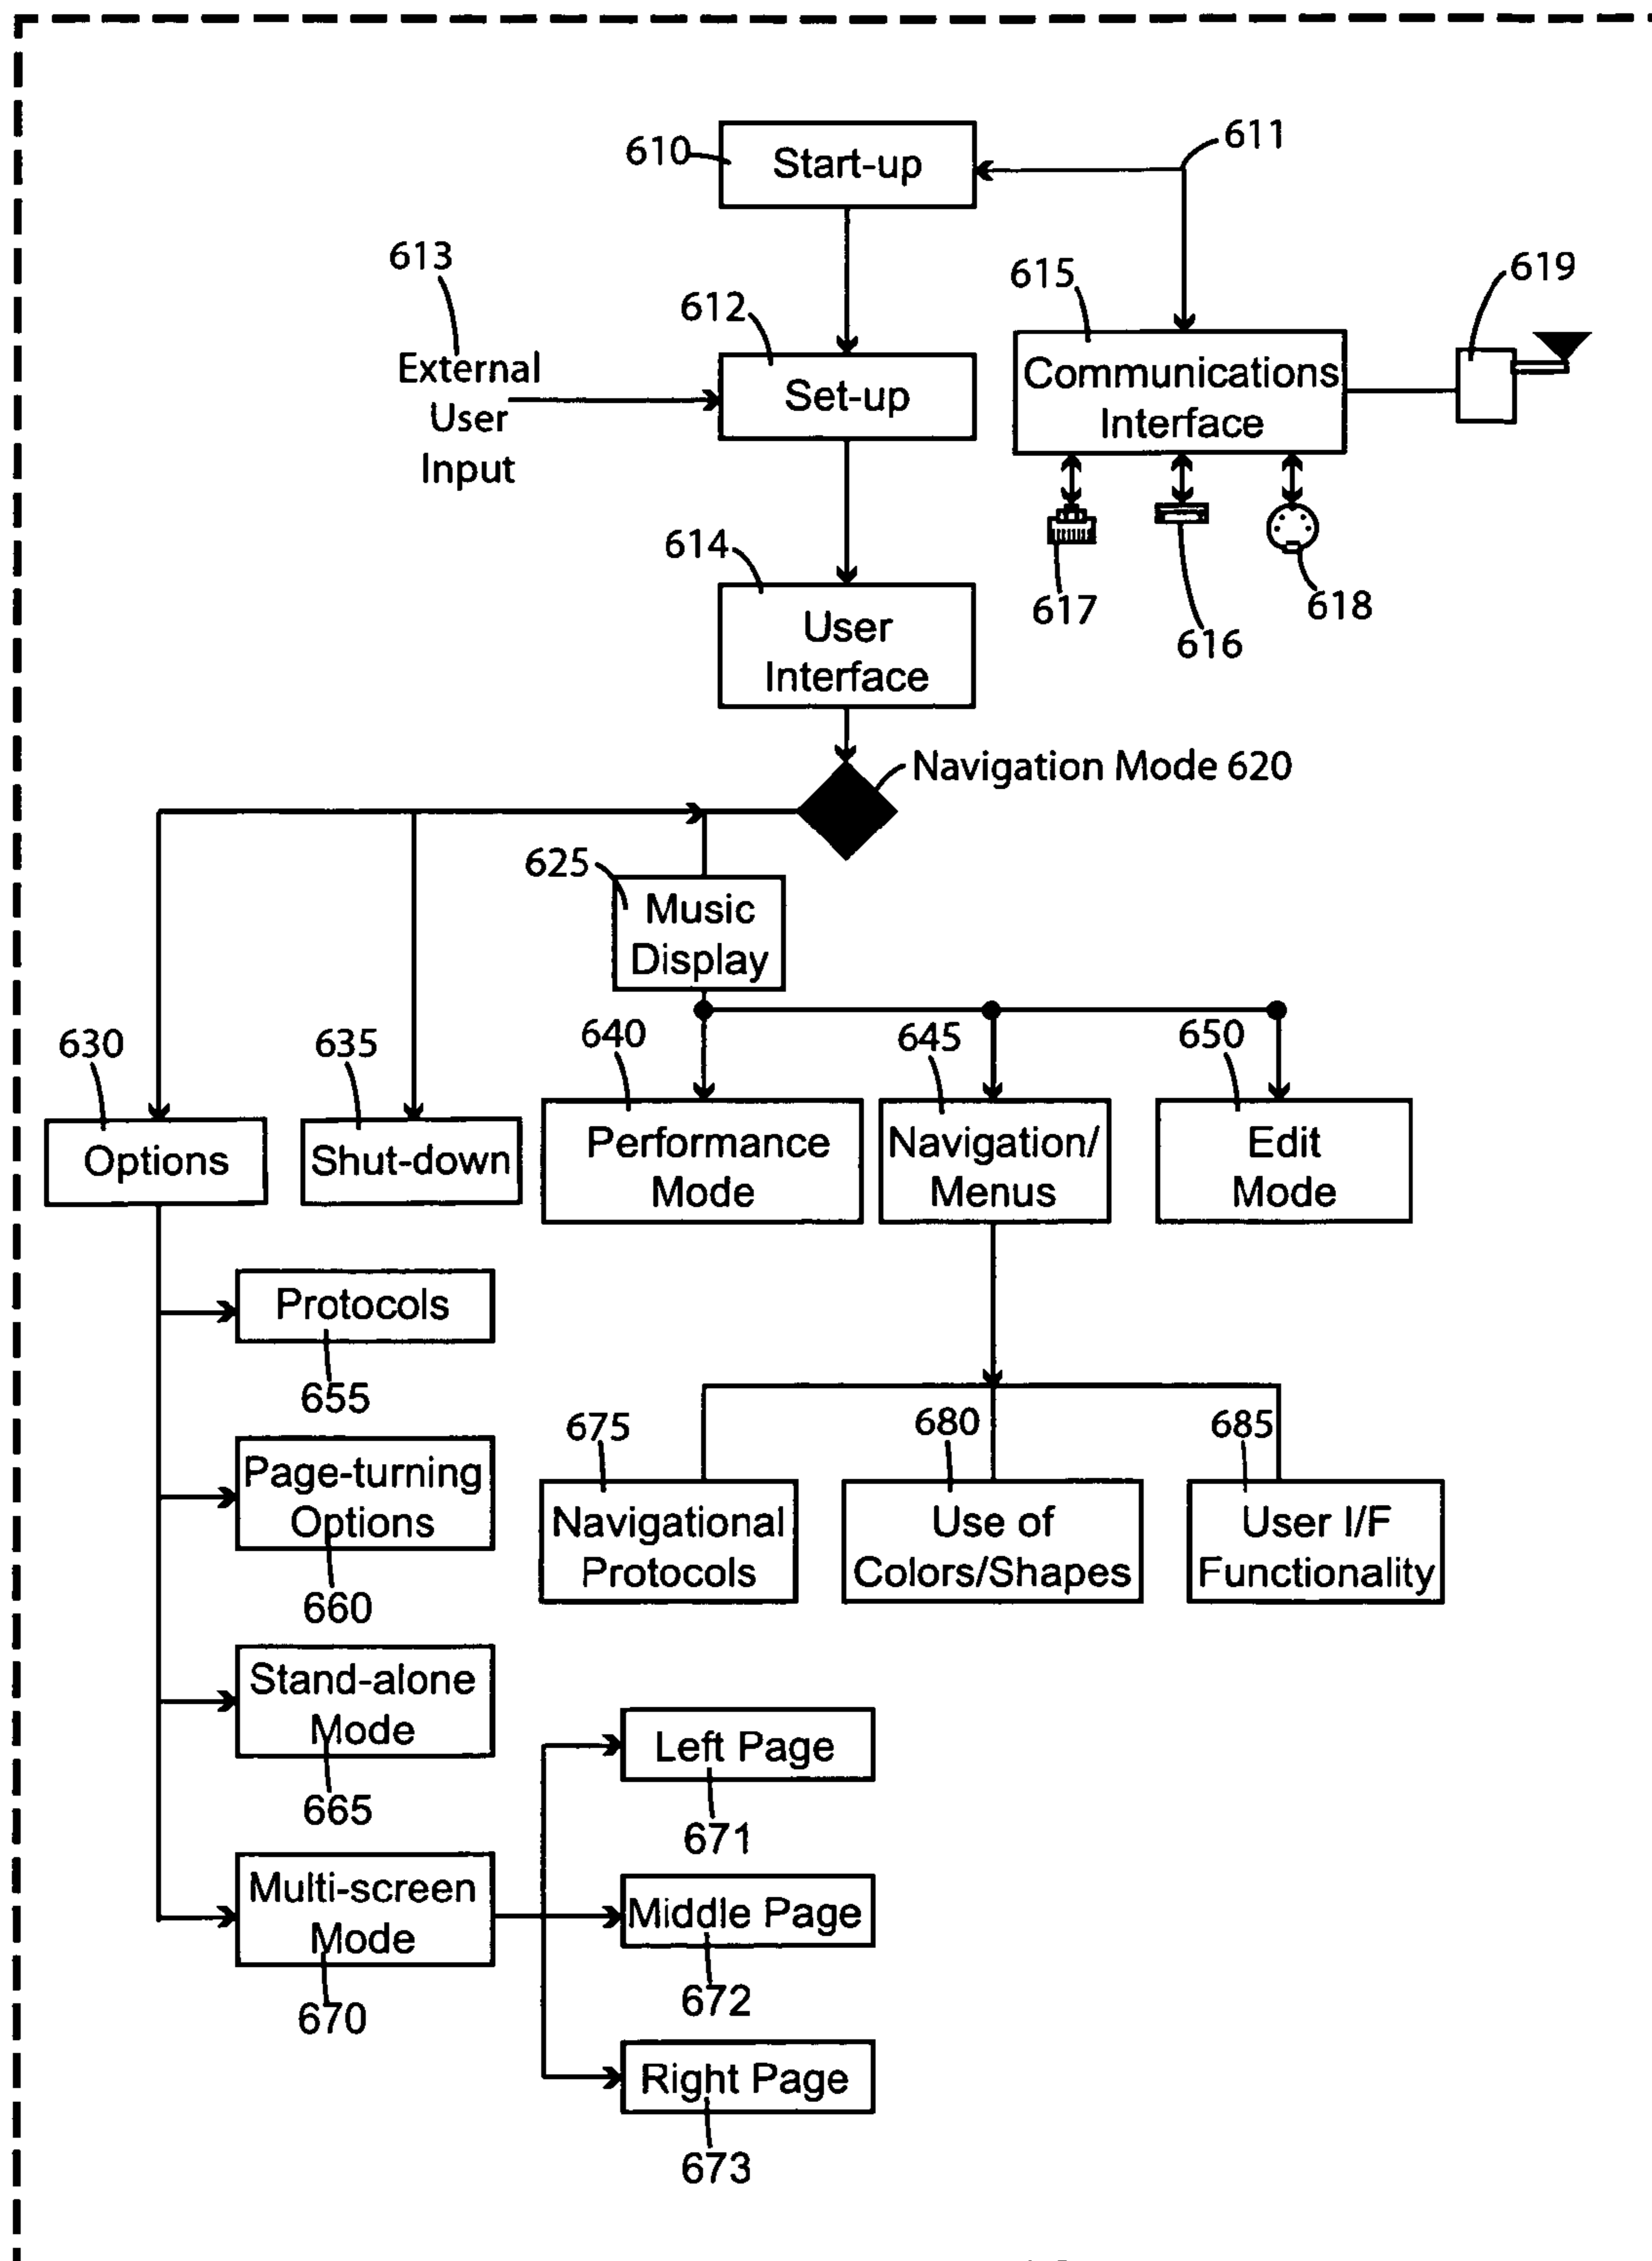 610
Start-up
611
613
External
User
Input
612
Set-up
615
Communications
Interface
619
617
616
618
614
User
Interface
Navigation Mode 620
625
Music
Display
630
Options
635
Shut-down
640
Performance
Mode
645
Navigation/
Menus
650
Edit
Mode
Protocols
655
Page-turning
Options
660
Stand-alone
Mode
665
Multi-screen
Mode
670
675
Navigational
Protocols
680
Use of
Colors/Shapes
685
User I/F
Functionality
Left Page
671
Middle Page
672
Right Page
673